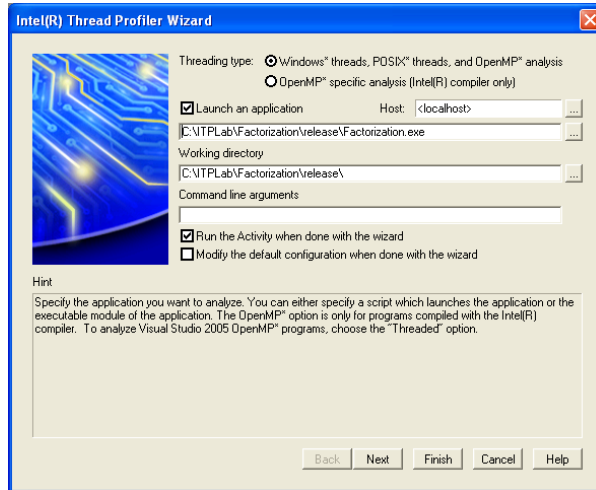 Intel(R) Thread Profiler Wizard
Threading type: Windows* threads, POSIX* threads, and OpenMP* analysis
OpenMP* specific analysis (Intel(R) compiler only)
Launch an application Host: <localhost> ...
C:\ITPLab\Factorization\release\Factorization.exe ...
Working directory
C:\ITPLab\Factorization\release\ ...
Command line arguments
Run the Activity when done with the wizard
Modify the default configuration when done with the wizard
Hint
Specify the application you want to analyze. You can either specify a script which launches the application or the
executable module of the application. The OpenMP* option is only for programs compiled with the Intel(R)
compiler. To analyze Visual Studio 2005 OpenMP* programs, choose the "Threaded" option.
Back Next Finish Cancel Help